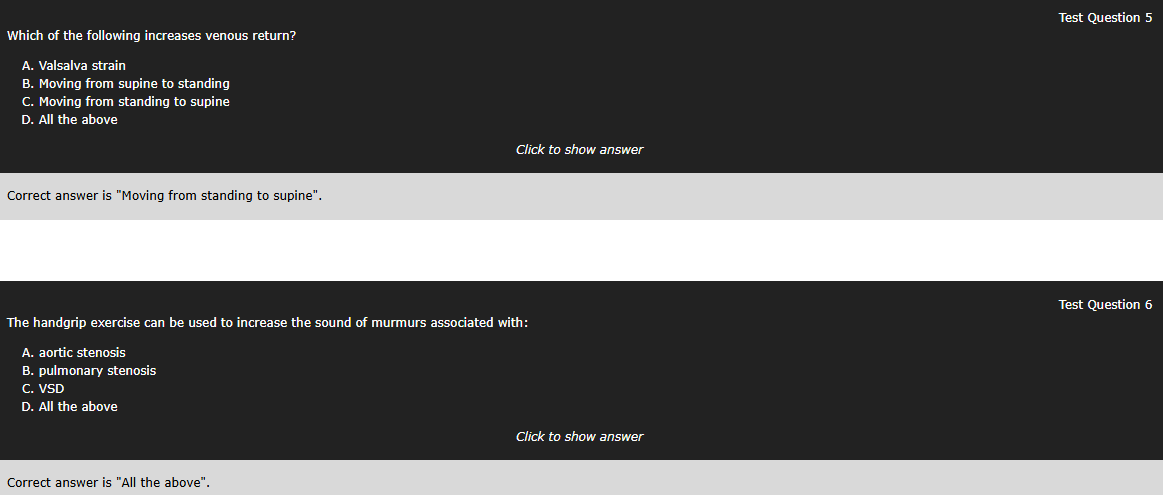 Test Question 5
Which of the following increases venous return?
A. Valsalva strain
B. Moving from supine to standing
C. Moving from standing to supine
D. All the above
Click to show answer
Correct answer is "Moving from standing to supine".
Test Question 6
The handgrip exercise can be used to increase the sound of murmurs associated with:
A. aortic stenosis
B. pulmonary stenosis
C. VSD
D. All the above
Click to show answer
Correct answer is "All the above".